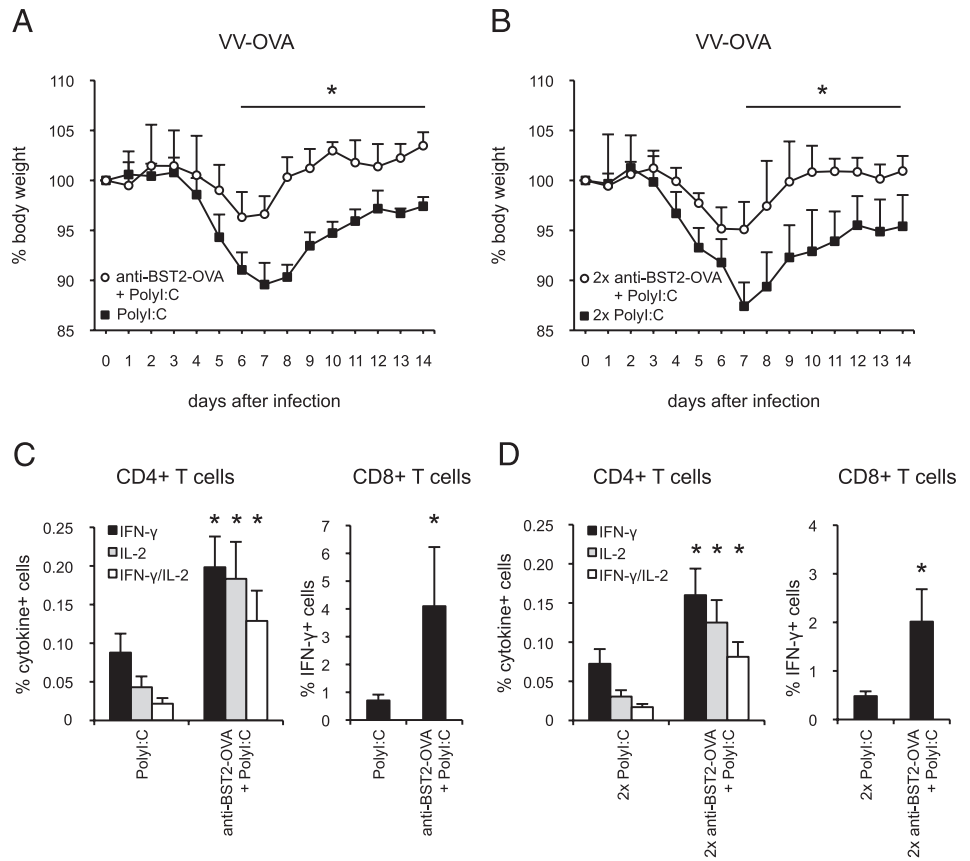 A
VV-OVA
*
% body weight
110
105
100
95
90
85
anti-BST2-OVA
+ PolyI:C
PolyI:C
0 1 2 3 4 5 6 7 8 9 10 11 12 13 14
days after infection
B
VV-OVA
*
% body weight
110
105
100
95
90
85
2x anti-BST2-OVA
+ PolyI:C
2x PolyI:C
0 1 2 3 4 5 6 7 8 9 10 11 12 13 14
days after infection
C
CD4+ T cells
% cytokine+ cells
0.25
0.20
0.15
0.10
0.05
0
IFN-γ
IL-2
IFN-γ/IL-2
* * *
PolyI:C
anti-BST2-OVA
+ PolyI:C
CD8+ T cells
% IFN-γ+ cells
7
6
5
4
3
2
1
0
*
PolyI:C
anti-BST2-OVA
+ PolyI:C
D
CD4+ T cells
% cytokine+ cells
0.25
0.20
0.15
0.10
0.05
0
IFN-γ
IL-2
IFN-γ/IL-2
* * *
2x PolyI:C
2x anti-BST2-OVA
+ PolyI:C
CD8+ T cells
% IFN-γ+ cells
4
3
2
1
0
*
2x PolyI:C
2x anti-BST2-OVA
+ PolyI:C